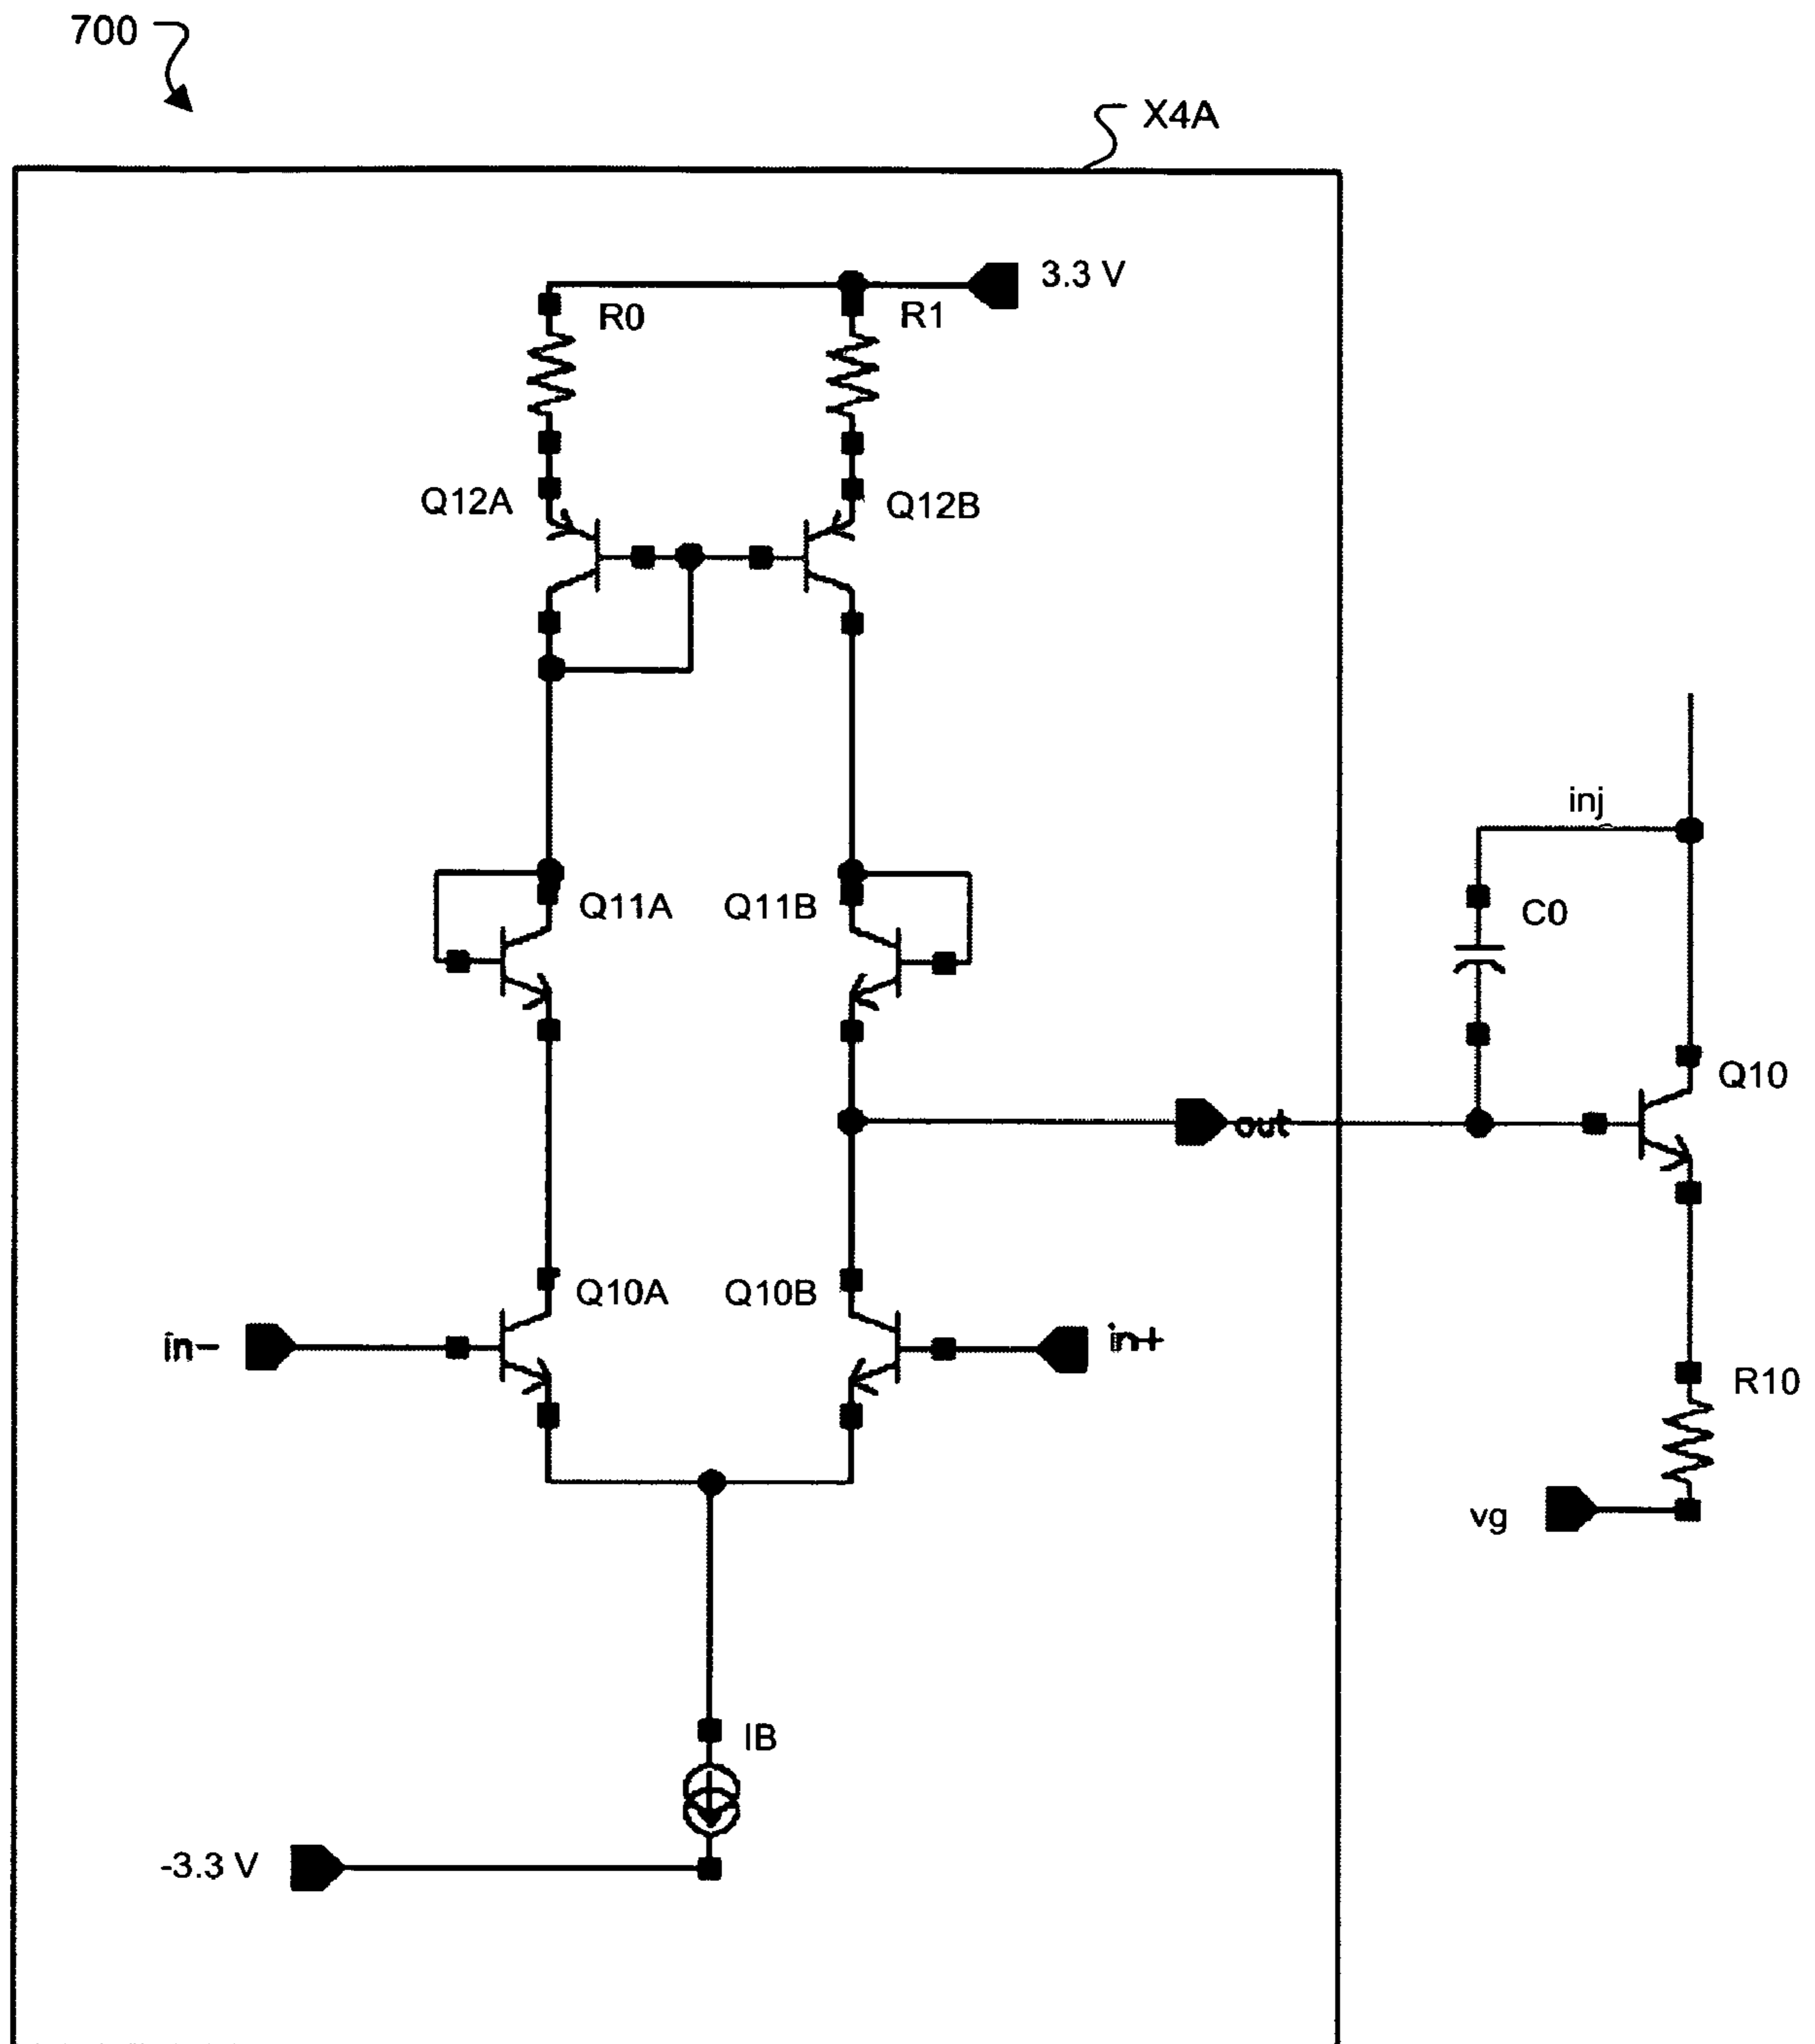 700
X4A
3.3 V
R0
R1
Q12A
Q12B
inj
Q11A
Q11B
C0
Q10
out
Q10A
Q10B
in-
in+
R10
vg
IB
-3.3 V